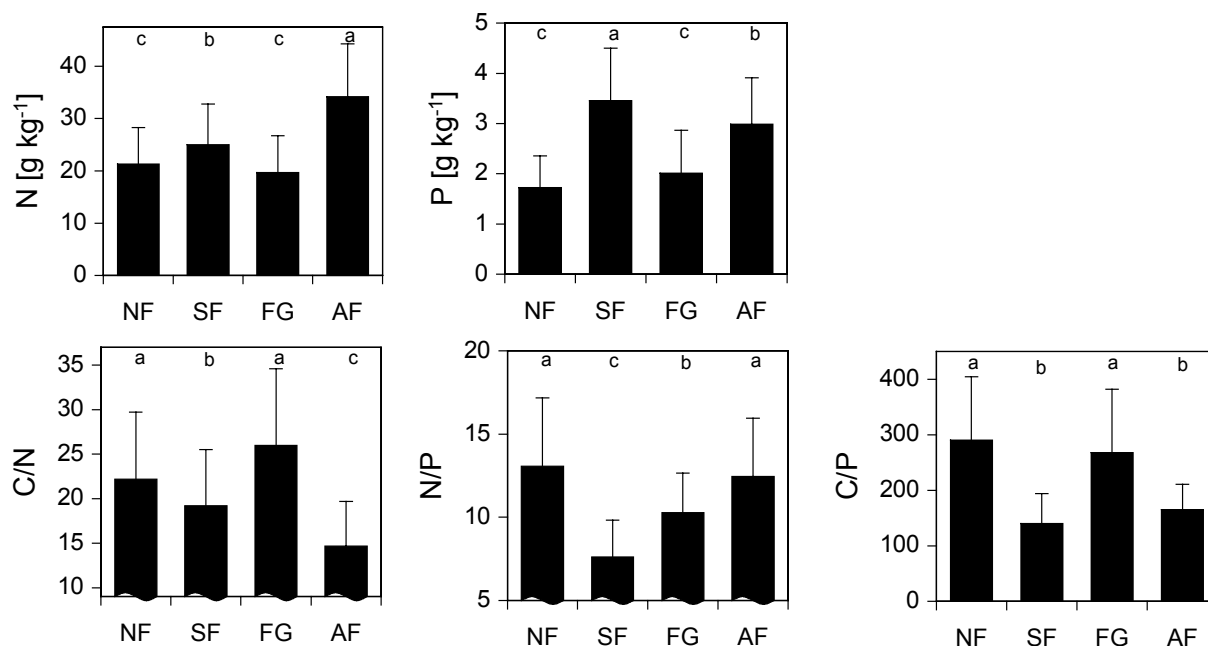 N [g kg-1]
40
30
20
10
0
c b c a
NF SF FG AF
P [g kg-1]
5
4
3
2
1
0
c a c b
NF SF FG AF
C/N
35
30
25
20
15
10
a b a c
NF SF FG AF
N/P
20
15
10
5
a c b a
NF SF FG AF
C/P
400
300
200
100
0
a b a b
NF SF FG AF